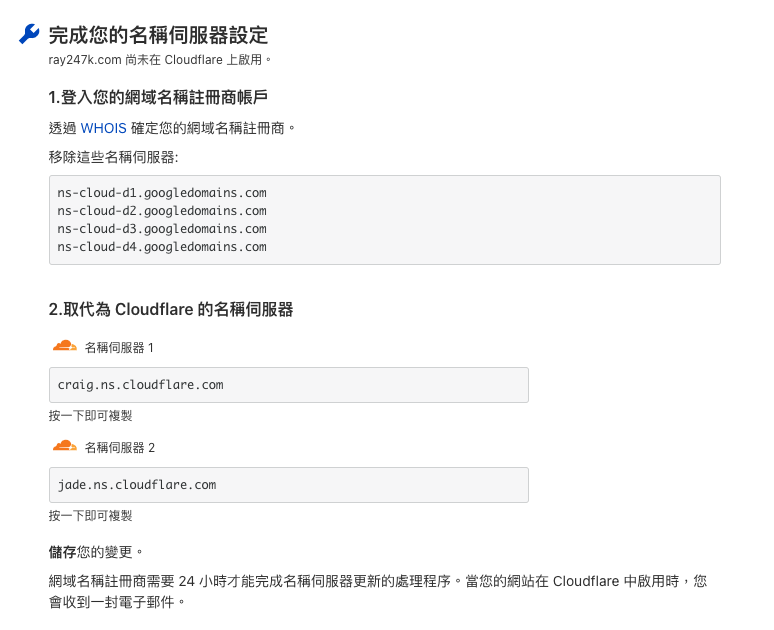 完成您的名稱伺服器設定
ray247k.com 尚未在 Cloudflare 上啟用。
1.登入您的網域名稱註冊商帳戶
透過 WHOIS 確定您的網域名稱註冊商。
移除這些名稱伺服器:
ns-cloud-d1.googledomains.com
ns-cloud-d2.googledomains.com
ns-cloud-d3.googledomains.com
ns-cloud-d4.googledomains.com
2.取代為 Cloudflare 的名稱伺服器
名稱伺服器 1
craig.ns.cloudflare.com
按一下即可複製
名稱伺服器 2
jade.ns.cloudflare.com
按一下即可複製
儲存您的變更。
網域名稱註冊商需要 24 小時才能完成名稱伺服器更新的處理程序。當您的網站在 Cloudflare 中啟用時，您
會收到一封電子郵件。